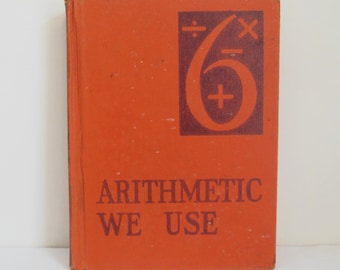 ÷ ×
6 −
+
ARITHMETIC
WE USE